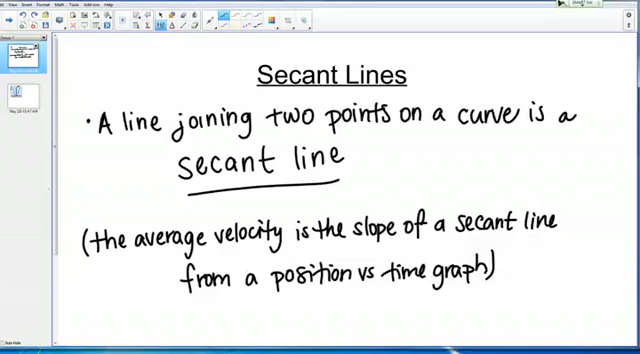 Secant Lines
• A line joining two points on a curve is a
secant line
(the average velocity is the slope of a secant line
from a position vs time graph)